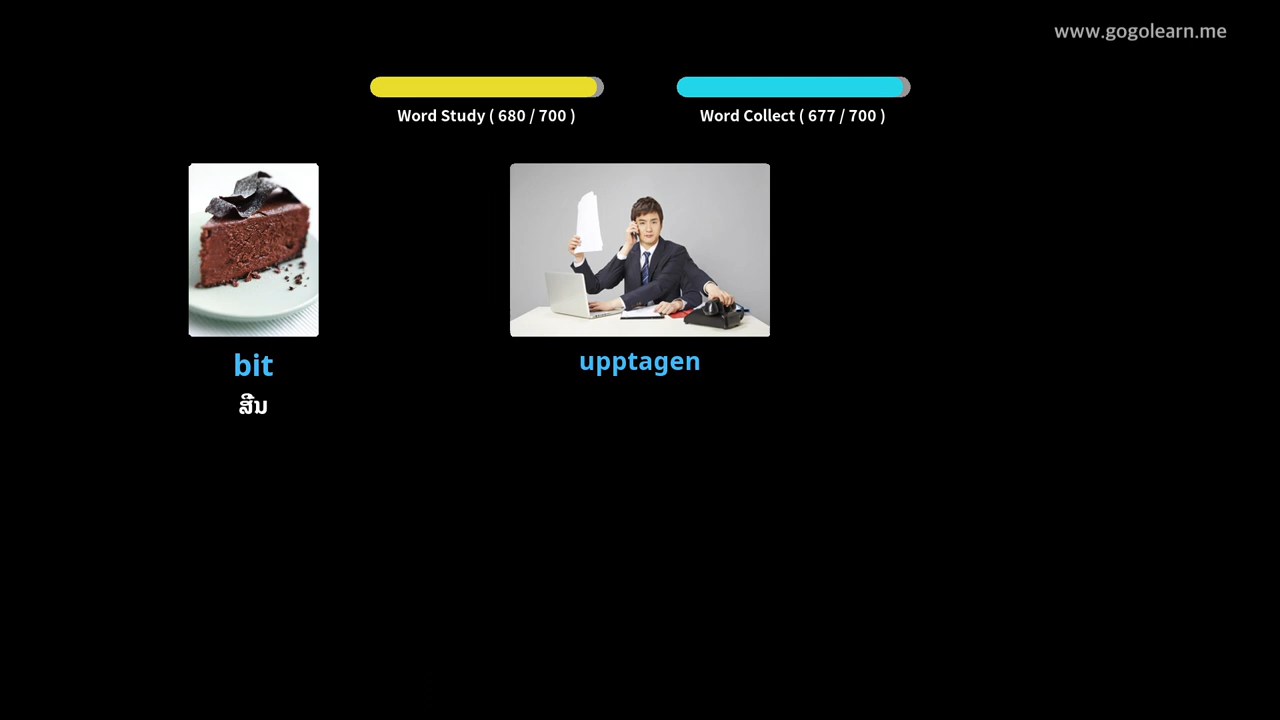 www.gogolearn.me
Word Study ( 680 / 700 )
Word Collect ( 677 / 700 )
bit
upptagen
ສີ້ນ